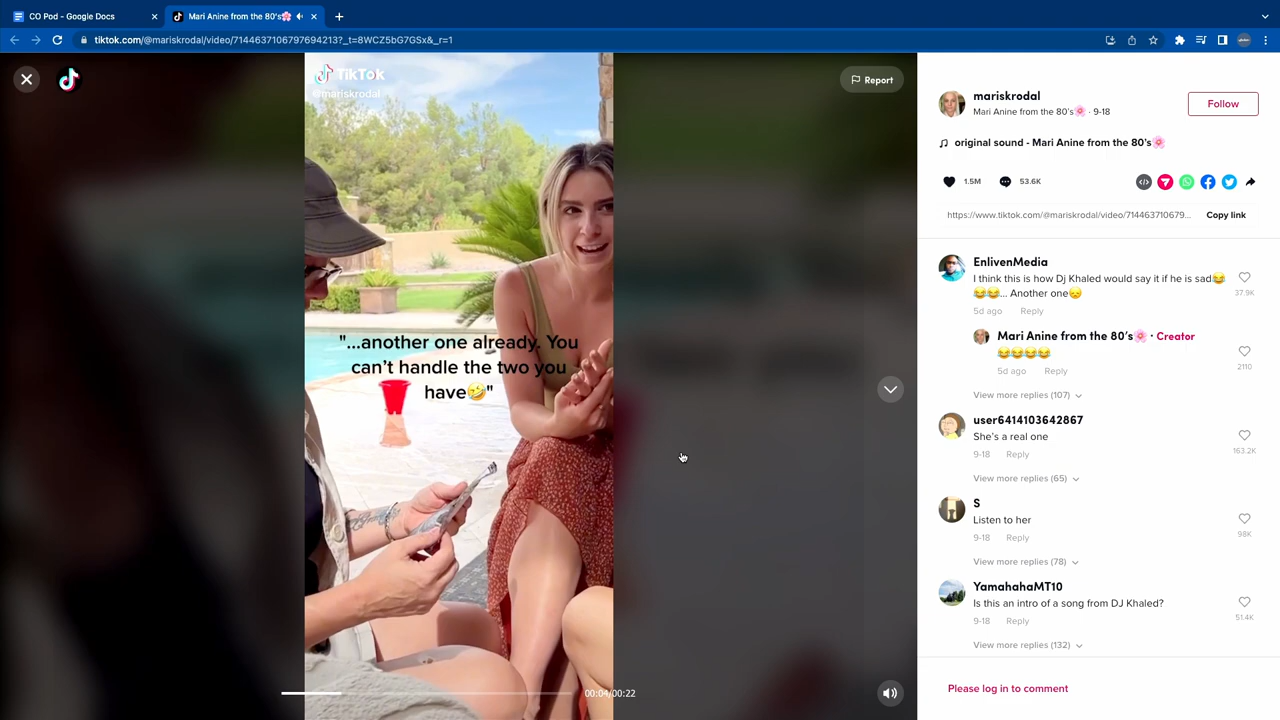 CO Pod - Google Docs
Mari Anine from the 80's🌸
tiktok.com/@mariskrodal/video/7144637106797694213?_t=8WCZ5bG7GSx&_r=1
TikTok
@mariskrodal
Report
"...another one already. You
can't handle the two you
have🤣"
00:04/00:22
mariskrodal
Mari Anine from the 80's🌸 · 9-18
Follow
original sound - Mari Anine from the 80's🌸
1.5M
53.6K
https://www.tiktok.com/@mariskrodal/video/714463710679...
Copy link
EnlivenMedia
I think this is how Dj Khaled would say it if he is sad😂
😂😂... Another one😞
5d ago
Reply
37.9K
Mari Anine from the 80's🌸 · Creator
😂😂😂😂
5d ago
Reply
2110
View more replies (107)
user6414103642867
She's a real one
9-18
Reply
163.2K
View more replies (65)
S
Listen to her
9-18
Reply
98K
View more replies (78)
YamahahaMT10
Is this an intro of a song from DJ Khaled?
9-18
Reply
51.4K
View more replies (132)
Please log in to comment